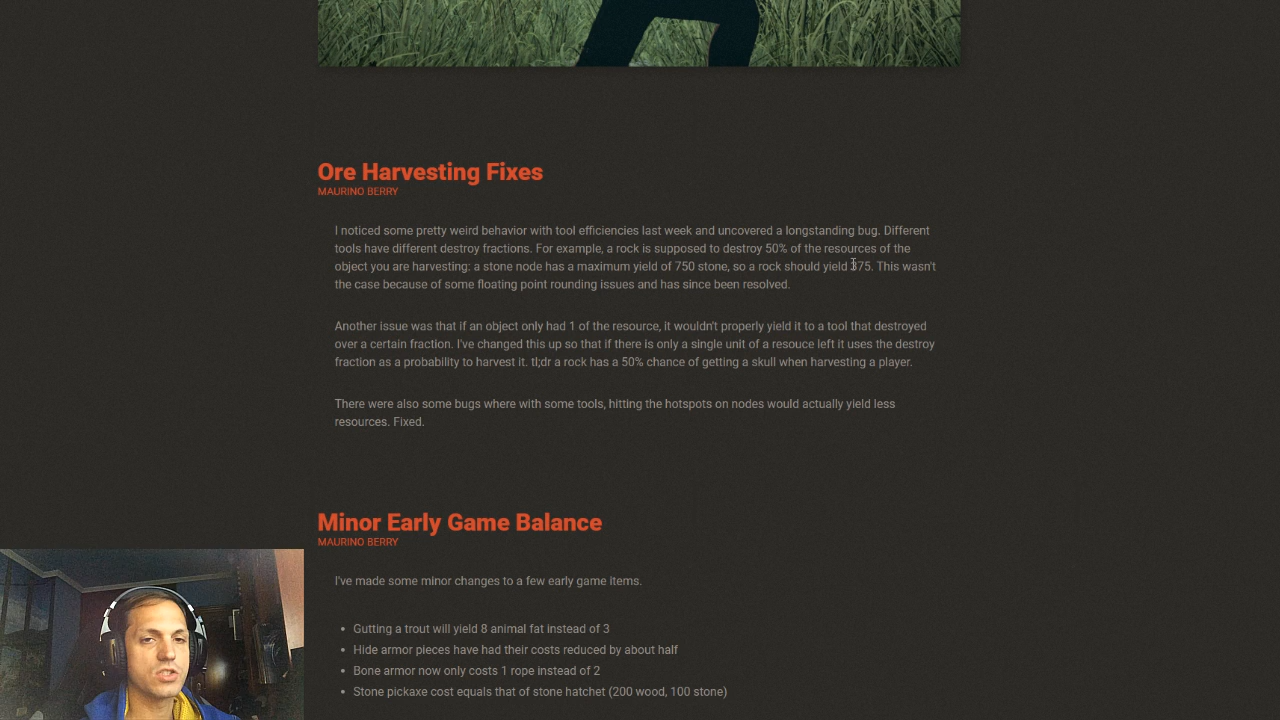 Ore Harvesting Fixes
MAURINO BERRY
I noticed some pretty weird behavior with tool efficiencies last week and uncovered a longstanding bug. Different
tools have different destroy fractions. For example, a rock is supposed to destroy 50% of the resources of the
object you are harvesting: a stone node has a maximum yield of 750 stone, so a rock should yield 375. This wasn't
the case because of some floating point rounding issues and has since been resolved.
Another issue was that if an object only had 1 of the resource, it wouldn't properly yield it to a tool that destroyed
over a certain fraction. I've changed this up so that if there is only a single unit of a resouce left it uses the destroy
fraction as a probability to harvest it. tl;dr a rock has a 50% chance of getting a skull when harvesting a player.
There were also some bugs where with some tools, hitting the hotspots on nodes would actually yield less
resources. Fixed.
Minor Early Game Balance
MAURINO BERRY
I've made some minor changes to a few early game items.
• Gutting a trout will yield 8 animal fat instead of 3
• Hide armor pieces have had their costs reduced by about half
• Bone armor now only costs 1 rope instead of 2
• Stone pickaxe cost equals that of stone hatchet (200 wood, 100 stone)